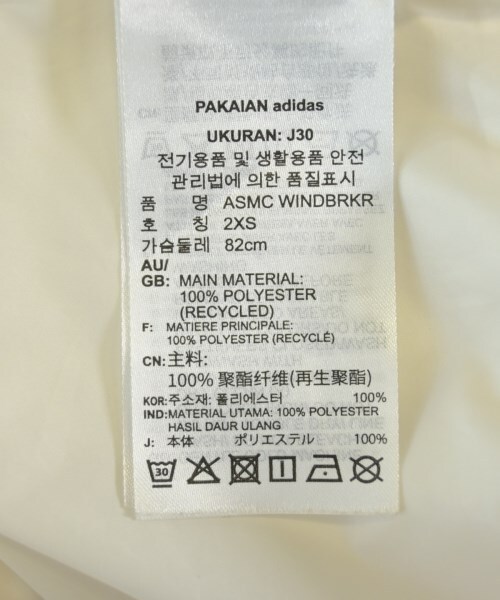 PAKAIAN adidas
UKURAN: J30
전기용품 및 생활용품 안전
관리법에 의한 품질표시
품 명 ASMC WINDBRKR
호 칭 2XS
가슴둘레 82cm
AU/
GB: MAIN MATERIAL:
100% POLYESTER
(RECYCLED)
F: MATIERE PRINCIPALE:
100% POLYESTER (RECYCLÉ)
CN: 主料:
100% 聚酯纤维(再生聚酯)
KOR: 주소재: 폴리에스터 100%
IND: MATERIAL UTAMA: 100% POLYESTER
HASIL DAUR ULANG
J: 本体 ポリエステル 100%
30